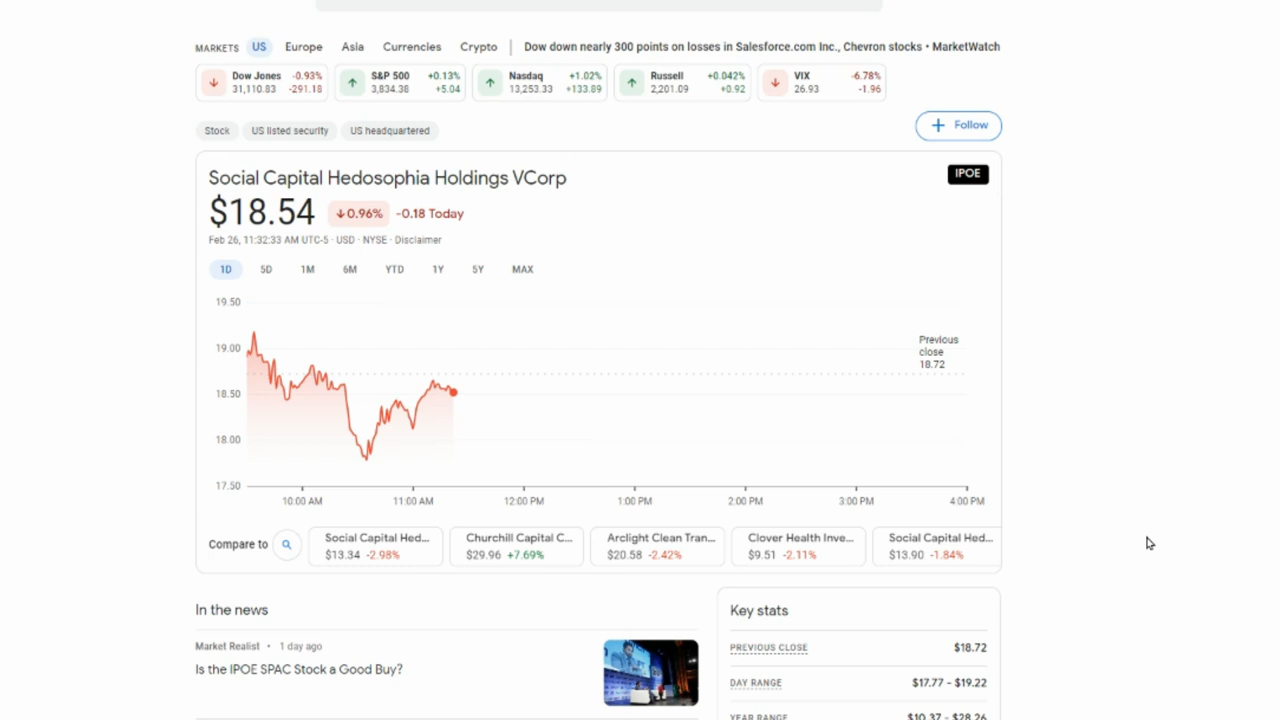 MARKETS US Europe Asia Currencies Crypto Dow down nearly 300 points on losses in Salesforce.com Inc., Chevron stocks • MarketWatch
Dow Jones -0.93% S&P 500 +0.13% Nasdaq +1.02% Russell +0.042% VIX -6.78%
31,110.83 -291.18 3,834.38 +5.04 13,253.33 +133.89 2,201.09 +0.92 26.93 -1.96
Stock US listed security US headquartered + Follow
Social Capital Hedosophia Holdings VCorp IPOE
$18.54 ↓0.96% -0.18 Today
Feb 26, 11:32:33 AM UTC-5 · USD · NYSE · Disclaimer
1D 5D 1M 6M YTD 1Y 5Y MAX
19.50
19.00
18.50
18.00
17.50
Previous
close
18.72
10:00 AM 11:00 AM 12:00 PM 1:00 PM 2:00 PM 3:00 PM 4:00 PM
Compare to
Social Capital Hed... Churchill Capital C... Arclight Clean Tran... Clover Health Inve... Social Capital Hed...
$13.34 -2.98% $29.96 +7.69% $20.58 -2.42% $9.51 -2.11% $13.90 -1.84%
In the news
Market Realist • 1 day ago
Is the IPOE SPAC Stock a Good Buy?
Key stats
PREVIOUS CLOSE $18.72
DAY RANGE $17.77 - $19.22
YEAR RANGE $10.37 - $28.26